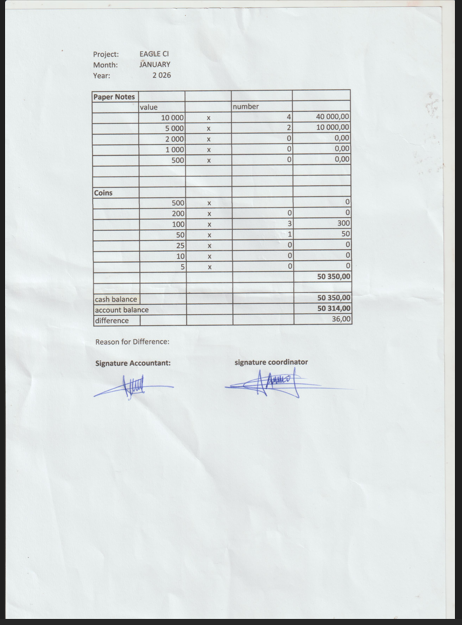 Project: EAGLE CI
Month: JANUARY
Year: 2 026
Paper Notes
value number
10 000 x 4 40 000,00
5 000 x 2 10 000,00
2 000 x 0 0,00
1 000 x 0 0,00
500 x 0 0,00
Coins
500 x 0
200 x 0 0
100 x 3 300
50 x 1 50
25 x 0 0
10 x 0 0
5 x 0 0
50 350,00
cash balance 50 350,00
account balance 50 314,00
difference 36,00
Reason for Difference:
Signature Accountant: signature coordinator